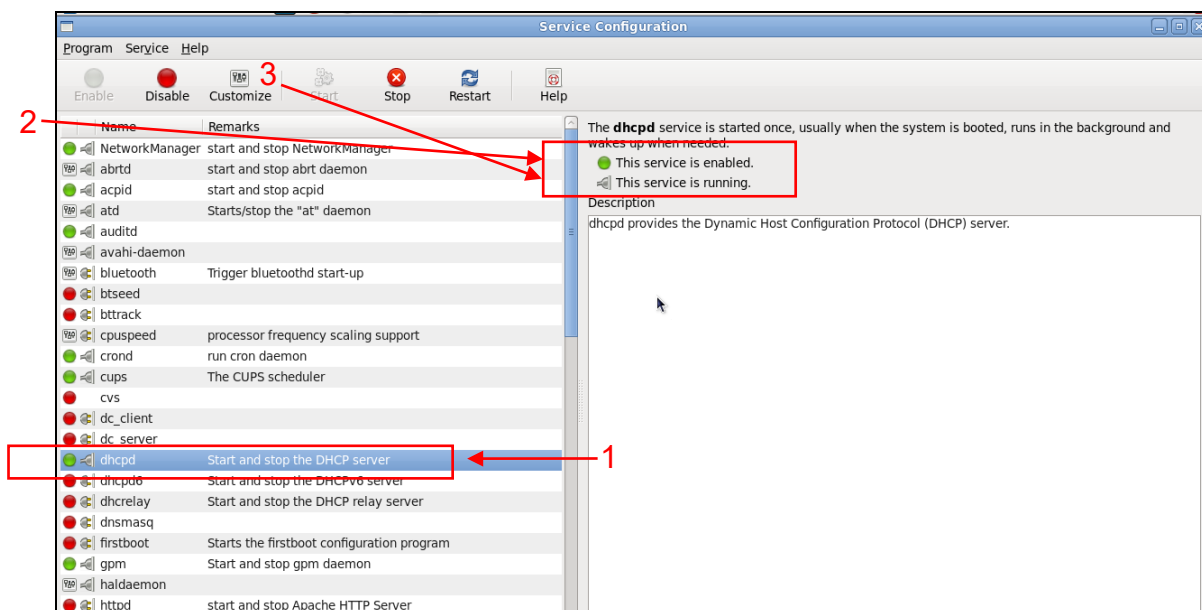 Service Configuration
Program Service Help
Enable Disable Customize Start Stop Restart Help
3
2
Name Remarks
NetworkManager start and stop NetworkManager
abrtd start and stop abrt daemon
acpid start and stop acpid
atd Starts/stop the "at" daemon
auditd
avahi-daemon
bluetooth Trigger bluetoothd start-up
btseed
bttrack
cpuspeed processor frequency scaling support
crond run cron daemon
cups The CUPS scheduler
cvs
dc_client
dc_server
dhcpd Start and stop the DHCP server
1
dhcpd6 Start and stop the DHCPv6 server
dhcrelay Start and stop the DHCP relay server
dnsmasq
firstboot Starts the firstboot configuration program
gpm Start and stop gpm daemon
haldaemon
httpd start and stop Apache HTTP Server
The dhcpd service is started once, usually when the system is booted, runs in the background and
wakes up when needed.
This service is enabled.
This service is running.
Description
dhcpd provides the Dynamic Host Configuration Protocol (DHCP) server.